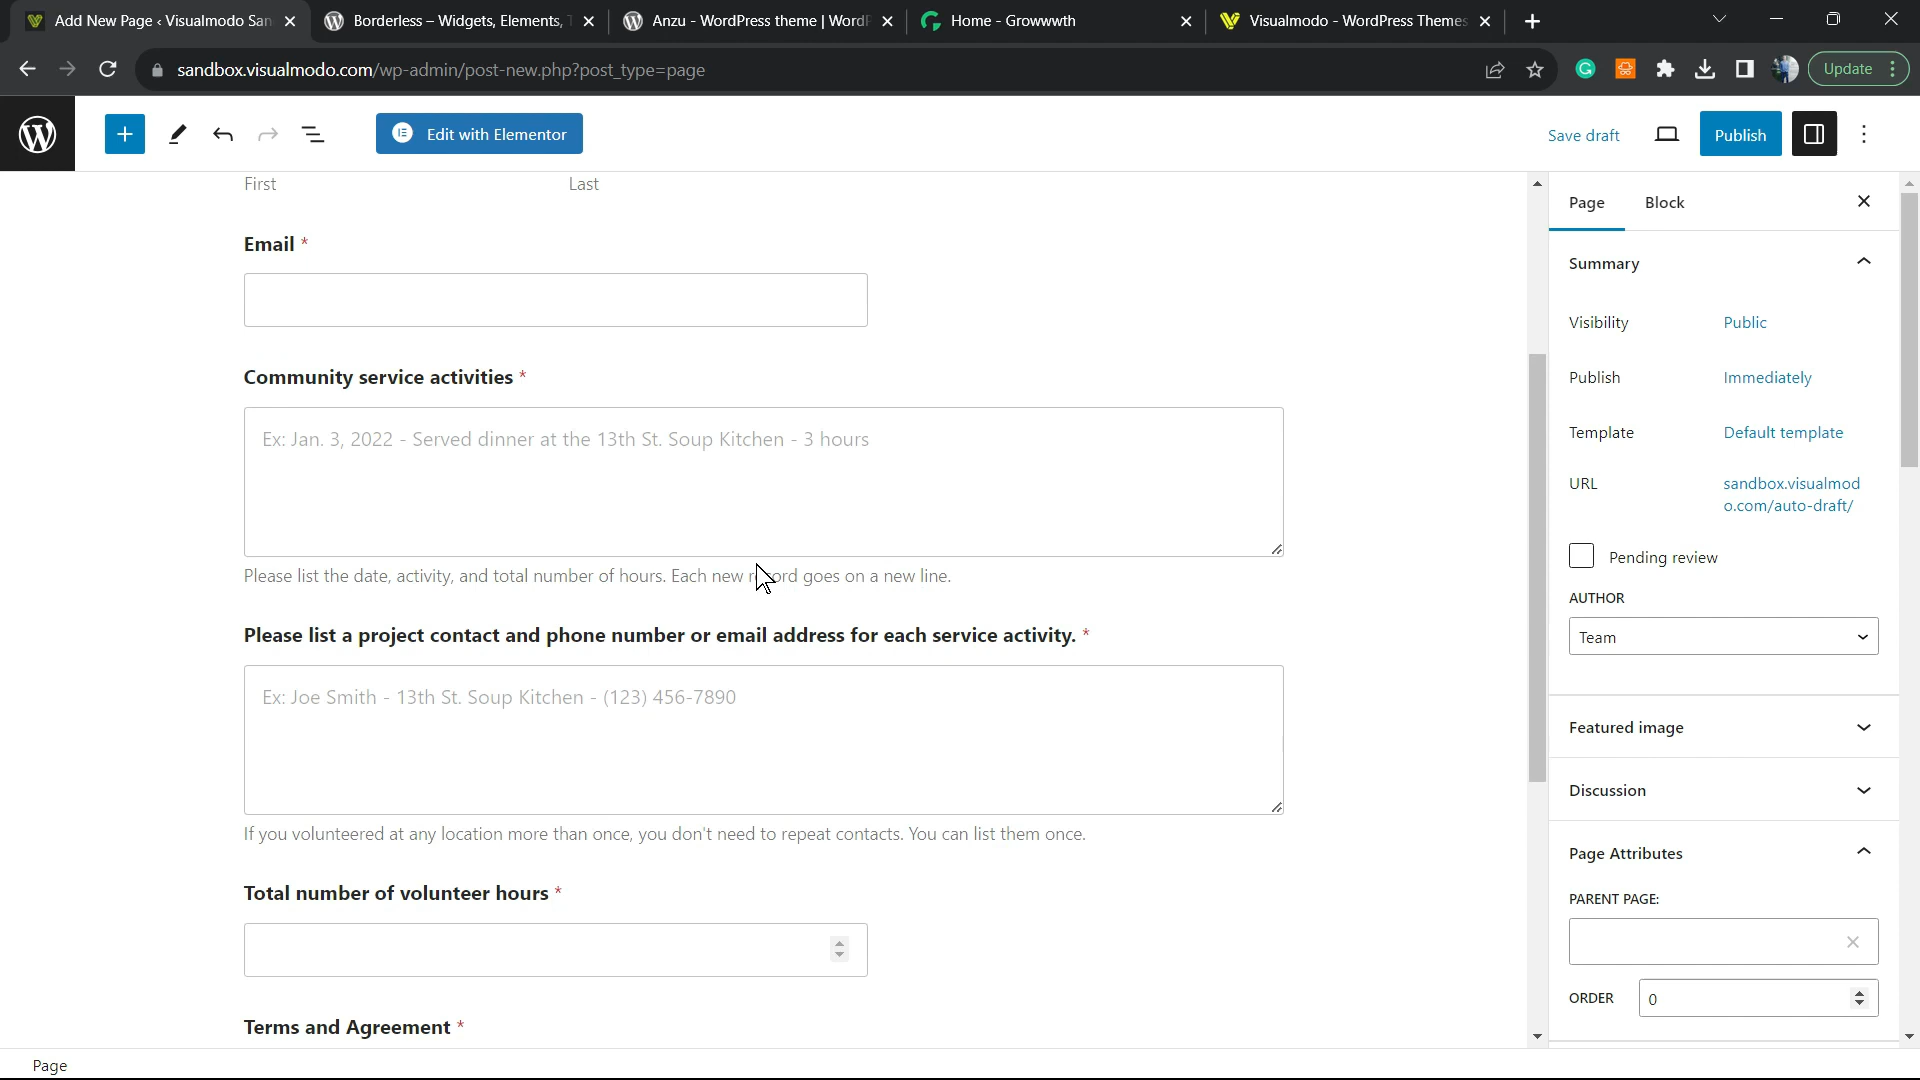 Add New Page ‹ Visualmodo San
Borderless – Widgets, Elements, T
Anzu - WordPress theme | WordP
Home - Growwwth
Visualmodo - WordPress Themes
sandbox.visualmodo.com/wp-admin/post-new.php?post_type=page
Update
Edit with Elementor
Save draft
Publish
First Last
Email *
Community service activities *
Ex: Jan. 3, 2022 - Served dinner at the 13th St. Soup Kitchen - 3 hours
Please list the date, activity, and total number of hours. Each new record goes on a new line.
Please list a project contact and phone number or email address for each service activity. *
Ex: Joe Smith - 13th St. Soup Kitchen - (123) 456-7890
If you volunteered at any location more than once, you don't need to repeat contacts. You can list them once.
Total number of volunteer hours *
Terms and Agreement *
Page Block
Summary
Visibility Public
Publish Immediately
Template Default template
URL sandbox.visualmod
o.com/auto-draft/
Pending review
AUTHOR
Team
Featured image
Discussion
Page Attributes
PARENT PAGE:
ORDER 0
Page